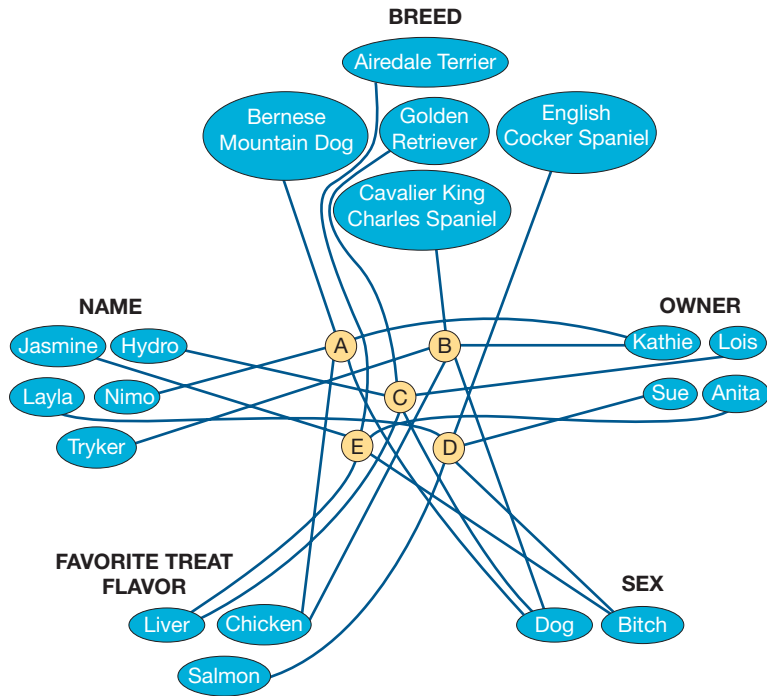 BREED
Airedale Terrier
Bernese
Mountain Dog
Golden
Retriever
English
Cocker Spaniel
Cavalier King
Charles Spaniel
NAME
OWNER
Jasmine
Hydro
A
B
Kathie
Lois
Layla
Nimo
C
Sue
Anita
Tryker
E
D
FAVORITE TREAT
FLAVOR
SEX
Liver
Chicken
Dog
Bitch
Salmon